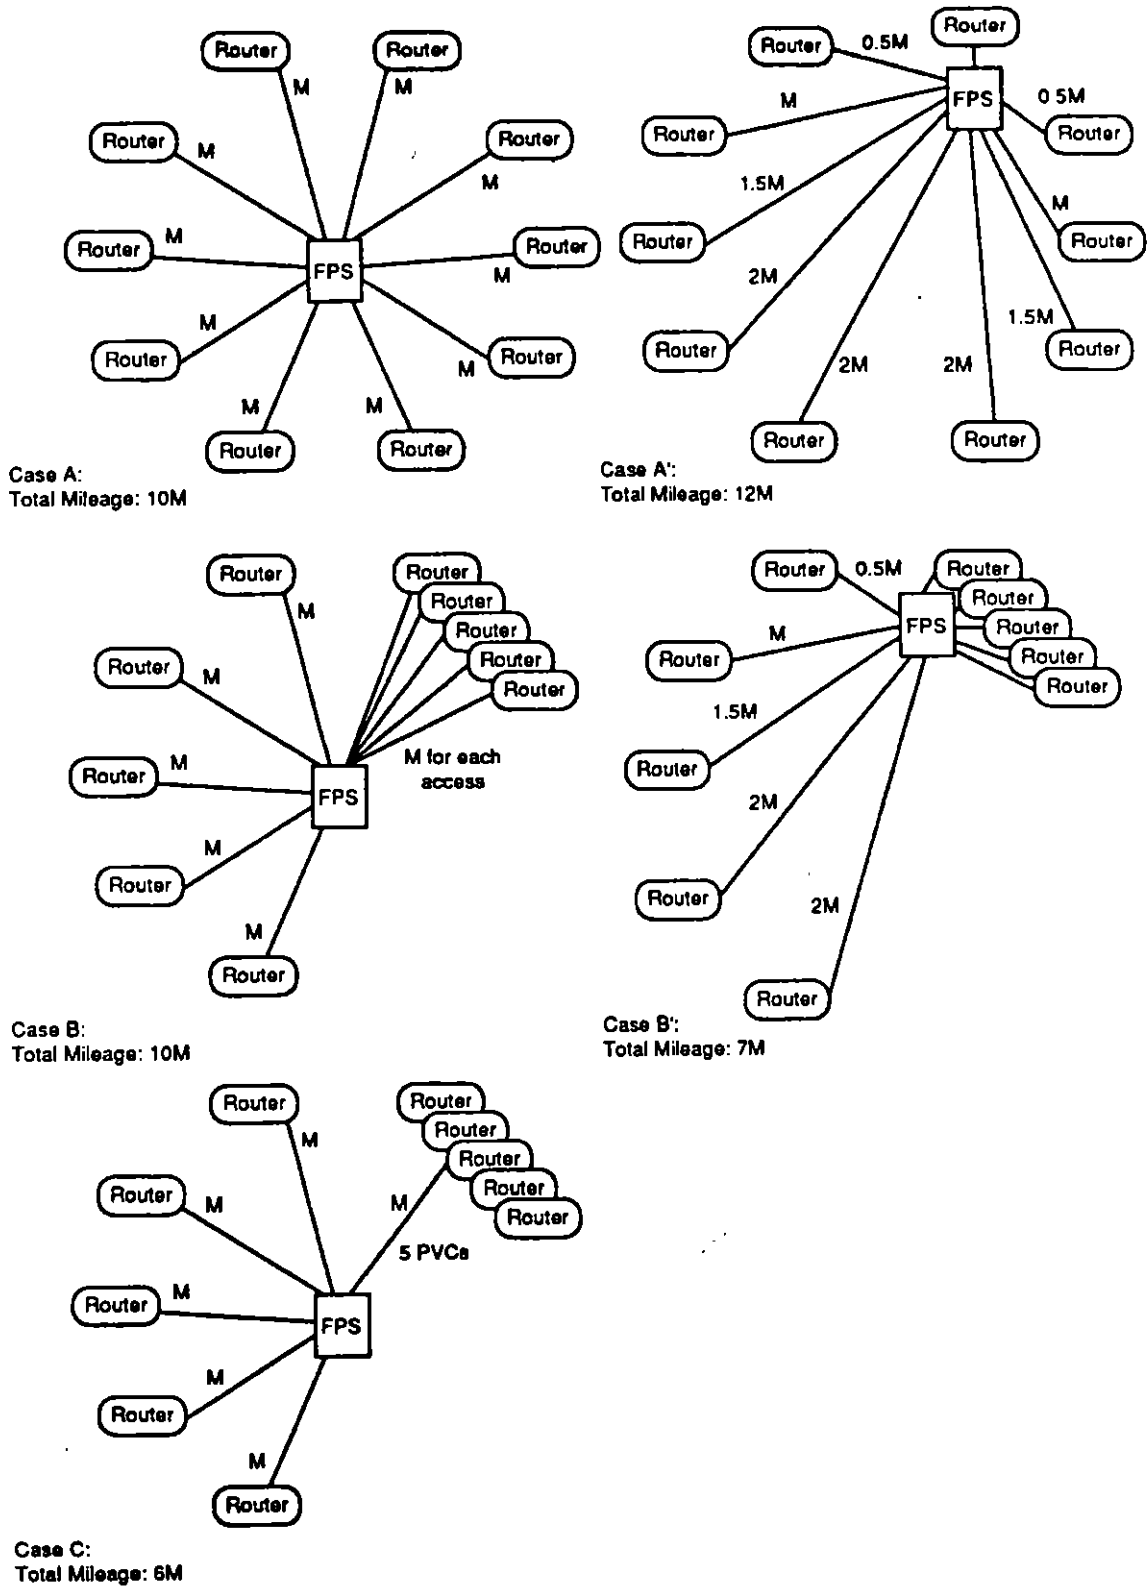 Router
Router
M
M
Router
M
Router
M
Router
M
Router
M
FPS
Router
M
Router
M
M
Router
M
Router
Case A:
Total Mileage: 10M
Router
0.5M
Router
FPS
0 5M
Router
M
Router
1.5M
Router
M
Router
2M
Router
1.5M
Router
2M
Router
2M
Router
Case A':
Total Mileage: 12M
Router
M
Router
Router
Router
Router
Router
Router
M
M for each
access
Router
M
FPS
Router
M
M
Router
Case B:
Total Mileage: 10M
Router
0.5M
Router
Router
Router
Router
Router
FPS
Router
M
1.5M
Router
2M
Router
2M
Router
Case B':
Total Mileage: 7M
Router
M
Router
Router
Router
Router
Router
Router
M
M
5 PVCs
Router
M
FPS
Router
M
M
Router
Case C:
Total Mileage: 6M